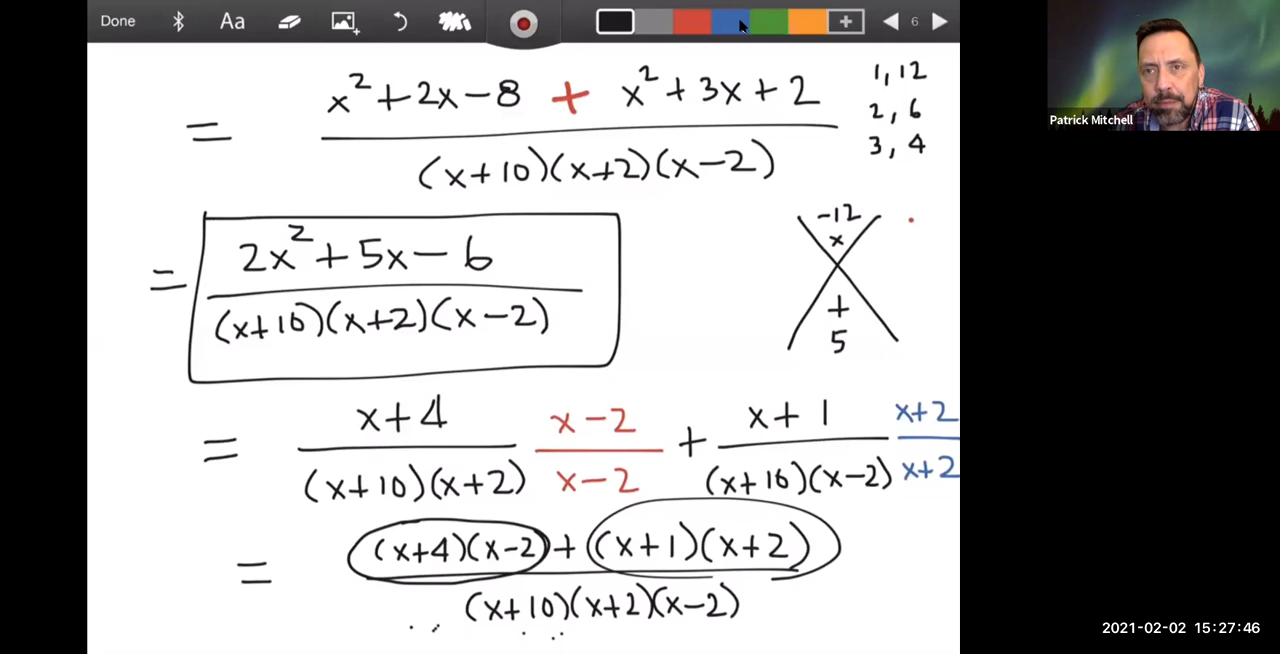 Done Aa 6
Patrick Mitchell
= x²+2x-8 + x²+3x+2
(x+10)(x+2)(x-2)
1,12
2,6
3,4
= 2x²+5x-6
(x+10)(x+2)(x-2)
-12
x
+
5
= x+4 x-2 + x+1 x+2
(x+10)(x+2) x-2 (x+10)(x-2) x+2
= (x+4)(x-2)+(x+1)(x+2)
(x+10)(x+2)(x-2)
2021-02-02 15:27:46